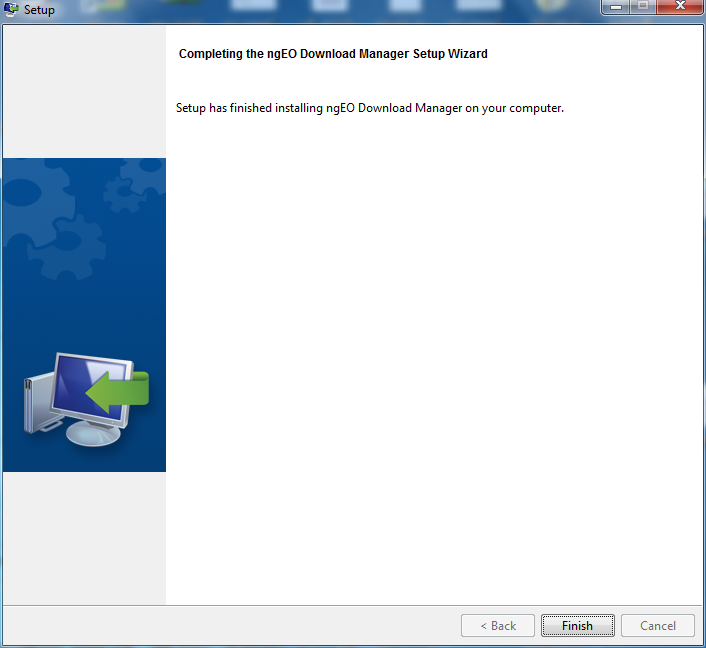 Setup
Completing the ngEO Download Manager Setup Wizard
Setup has finished installing ngEO Download Manager on your computer.
< Back
Finish
Cancel